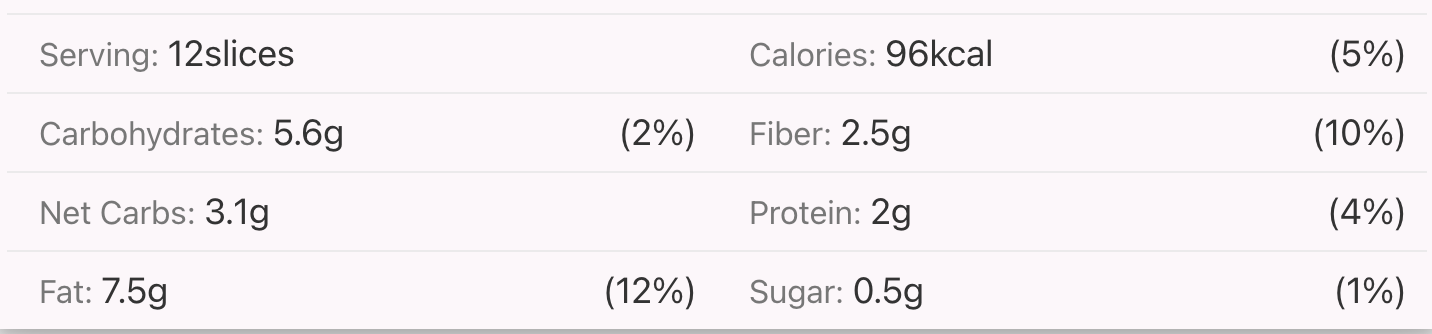 Serving: 12slices Calories: 96kcal (5%)
Carbohydrates: 5.6g (2%) Fiber: 2.5g (10%)
Net Carbs: 3.1g Protein: 2g (4%)
Fat: 7.5g (12%) Sugar: 0.5g (1%)